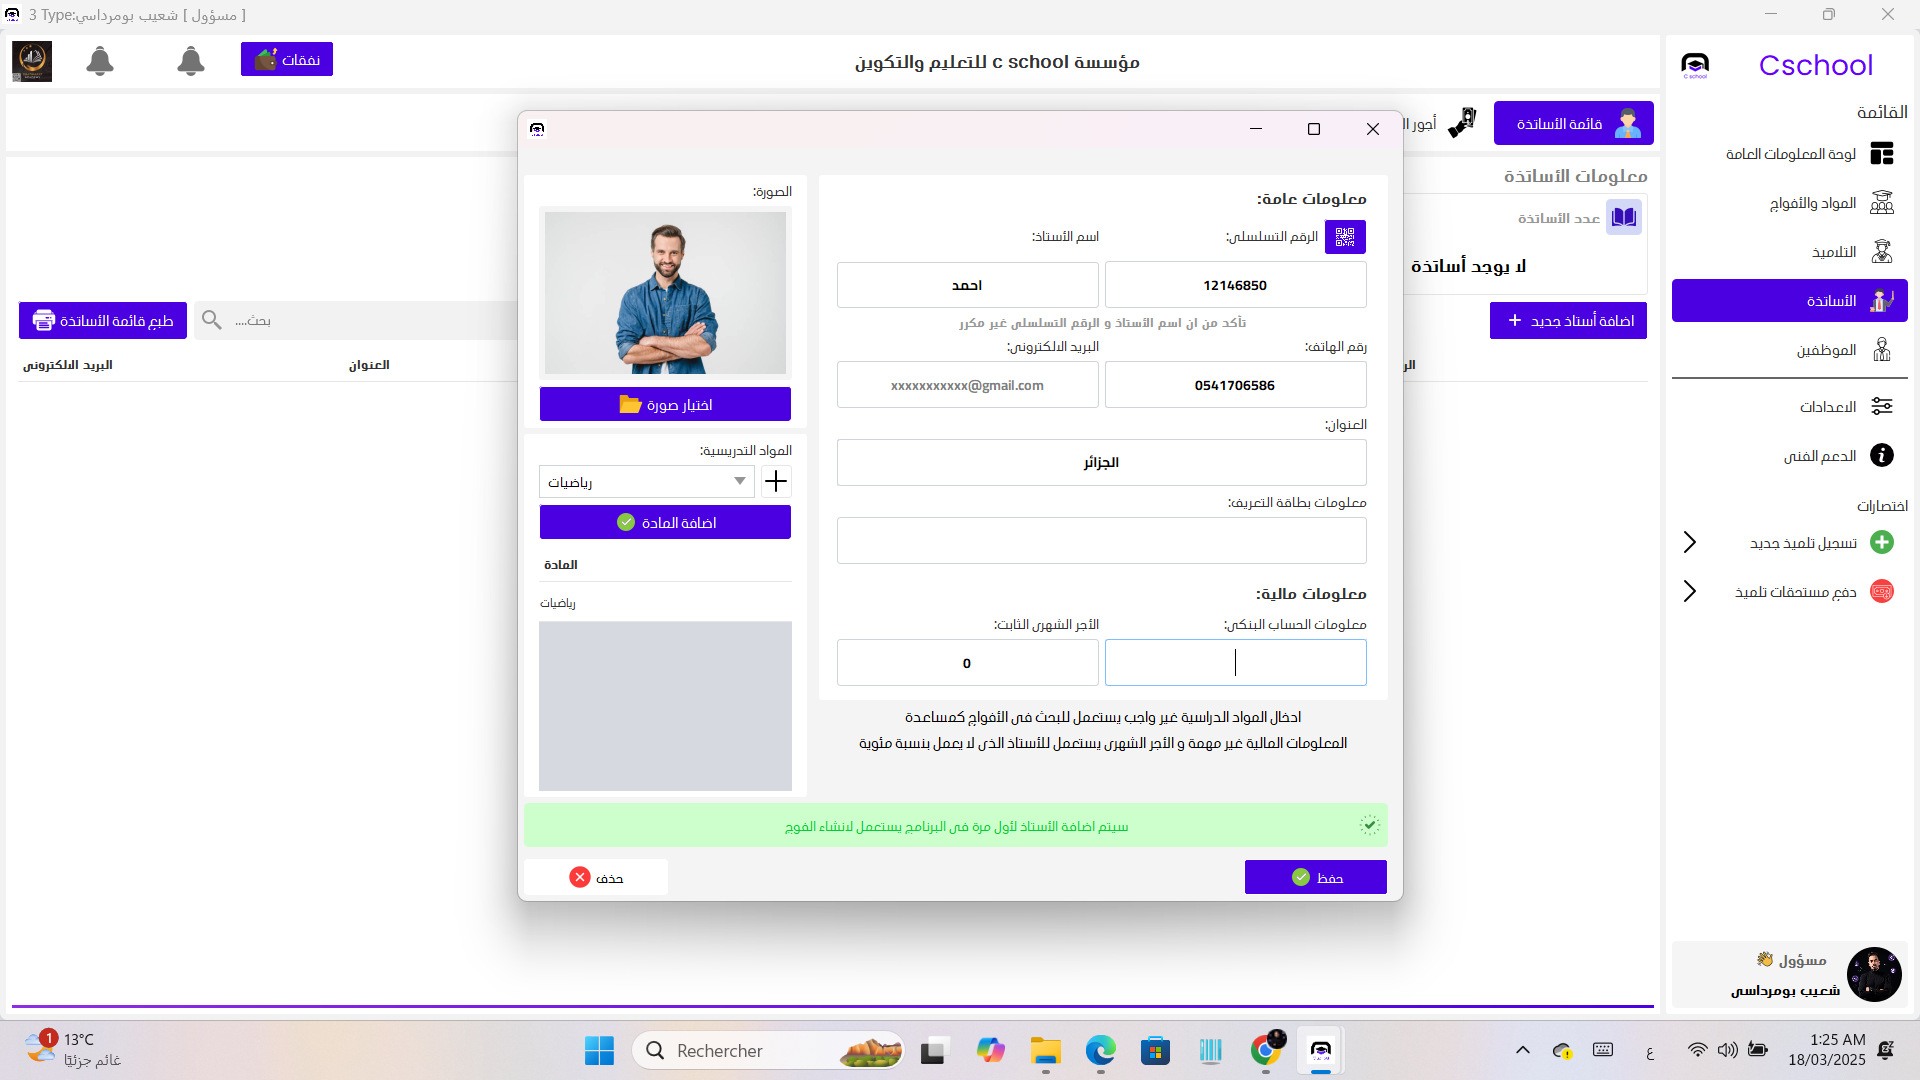 3 Type:شعيب بومرداسي [ مسؤول ]
Cschool
C school
مؤسسة c school للتعليم والتكوين
نفقات
القائمة
لوحة المعلومات العامة
المواد والأفواج
التلاميذ
الأساتذة
الموظفين
الاعدادات
الدعم الفني
اختصارات
تسجيل تلميذ جديد
دفع مستحقات تلميذ
مسؤول
شعيب بومرداسي
قائمة الأساتذة
أجور ال
معلومات الأساتذة
عدد الأساتذة
لا يوجد أساتذة
اضافة أستاذ جديد +
بحث....
طبع قائمة الأساتذة
الر
العنوان
البريد الالكتروني
معلومات عامة:
الرقم التسلسلي:
اسم الأستاذ:
12146850
احمد
تأكد من ان اسم الأستاذ و الرقم التسلسلي غير مكرر
رقم الهاتف:
البريد الالكتروني:
0541706586
xxxxxxxxxxx@gmail.com
العنوان:
الجزائر
معلومات بطاقة التعريف:
معلومات مالية:
معلومات الحساب البنكي:
الأجر الشهري الثابت:
0
ادخال المواد الدراسية غير واجب يستعمل للبحث في الأفواج كمساعدة
المعلومات المالية غير مهمة و الأجر الشهري يستعمل للأستاذ الذي لا يعمل بنسبة مئوية
الصورة:
اختيار صورة
المواد التدريسية:
رياضيات
اضافة المادة
المادة
رياضيات
سيتم اضافة الأستاذ لأول مرة في البرنامج يستعمل لانشاء الفوج
حفظ
حذف
1
13°C
غائم جزئيًا
Rechercher
ع
1:25 AM
18/03/2025